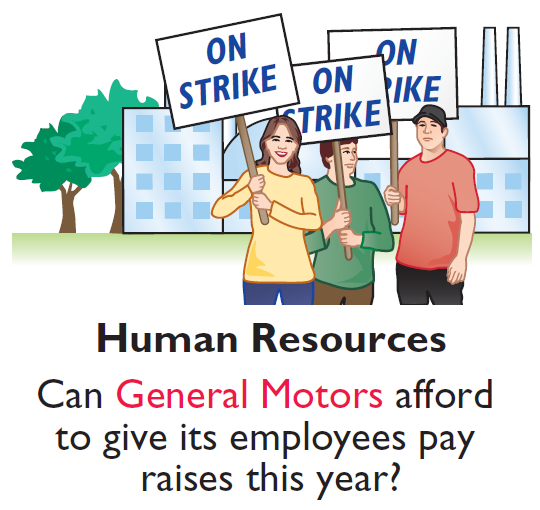 ON
STRIKE
ON
STRIKE
ON
IKE
Human Resources
Can General Motors afford
to give its employees pay
raises this year?